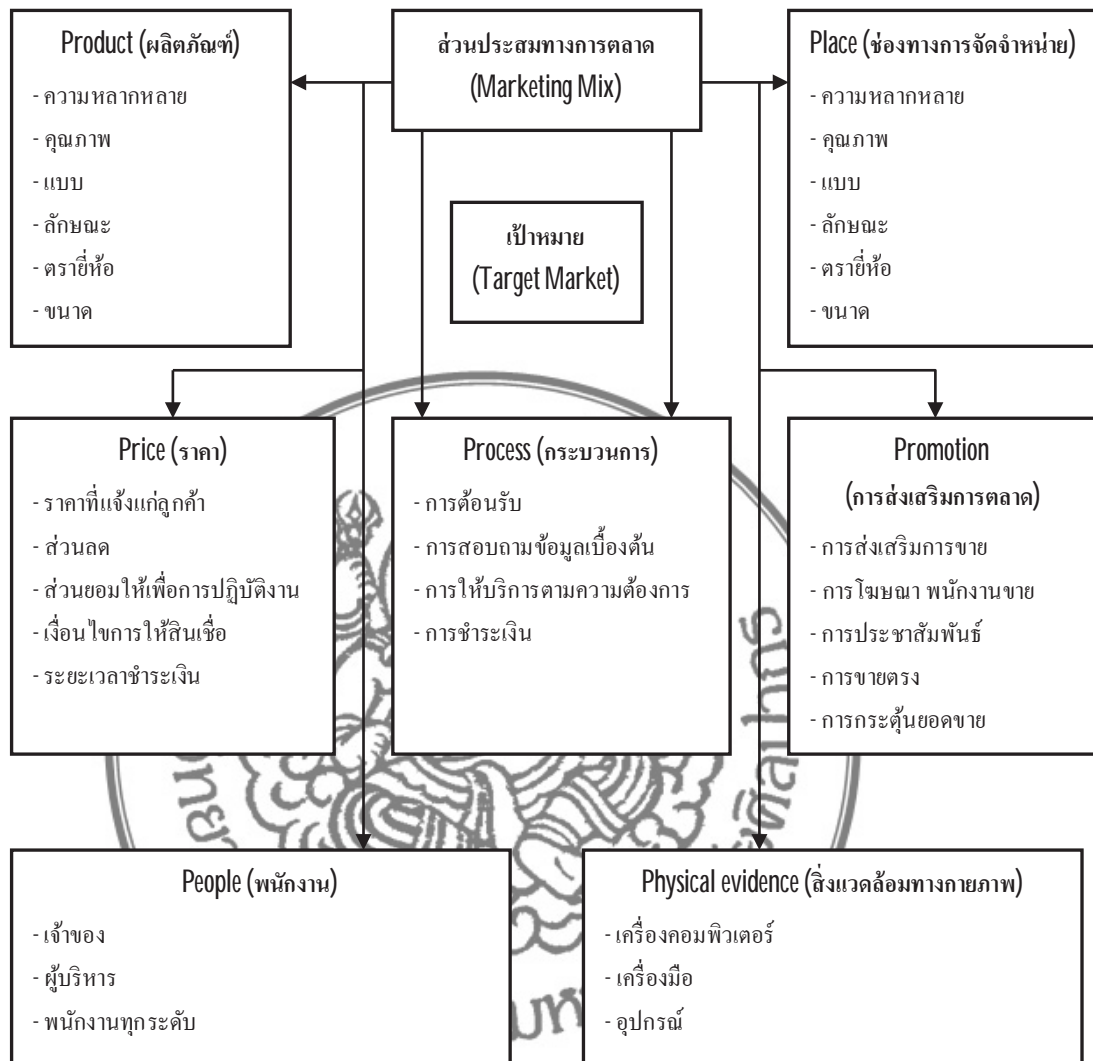 Product (ผลิตภัณฑ์)
- ความหลากหลาย
- คุณภาพ
- แบบ
- ลักษณะ
- ตรายี่ห้อ
- ขนาด
ส่วนประสมทางการตลาด
(Marketing Mix)
เป้าหมาย
(Target Market)
Place (ช่องทางการจัดจำหน่าย)
- ความหลากหลาย
- คุณภาพ
- แบบ
- ลักษณะ
- ตรายี่ห้อ
- ขนาด
Price (ราคา)
- ราคาที่แจ้งแก่ลูกค้า
- ส่วนลด
- ส่วนยอมให้เพื่อการปฏิบัติงาน
- เงื่อนไขการให้สินเชื่อ
- ระยะเวลาชำระเงิน
Process (กระบวนการ)
- การต้อนรับ
- การสอบถามข้อมูลเบื้องต้น
- การให้บริการตามความต้องการ
- การชำระเงิน
Promotion
(การส่งเสริมการตลาด)
- การส่งเสริมการขาย
- การโฆษณา พนักงานขาย
- การประชาสัมพันธ์
- การขายตรง
- การกระตุ้นยอดขาย
People (พนักงาน)
- เจ้าของ
- ผู้บริหาร
- พนักงานทุกระดับ
Physical evidence (สิ่งแวดล้อมทางกายภาพ)
- เครื่องคอมพิวเตอร์
- เครื่องมือ
- อุปกรณ์